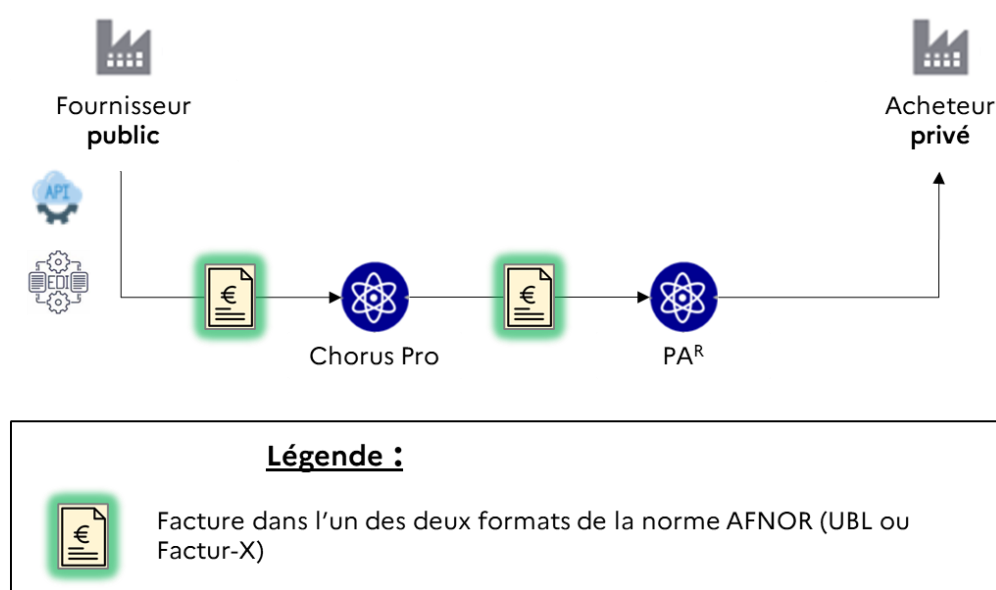 Fournisseur
public
Acheteur
privé
API
EDI
€
€
Chorus Pro
PAᴿ
Légende :
€
Facture dans l’un des deux formats de la norme AFNOR (UBL ou
Factur-X)